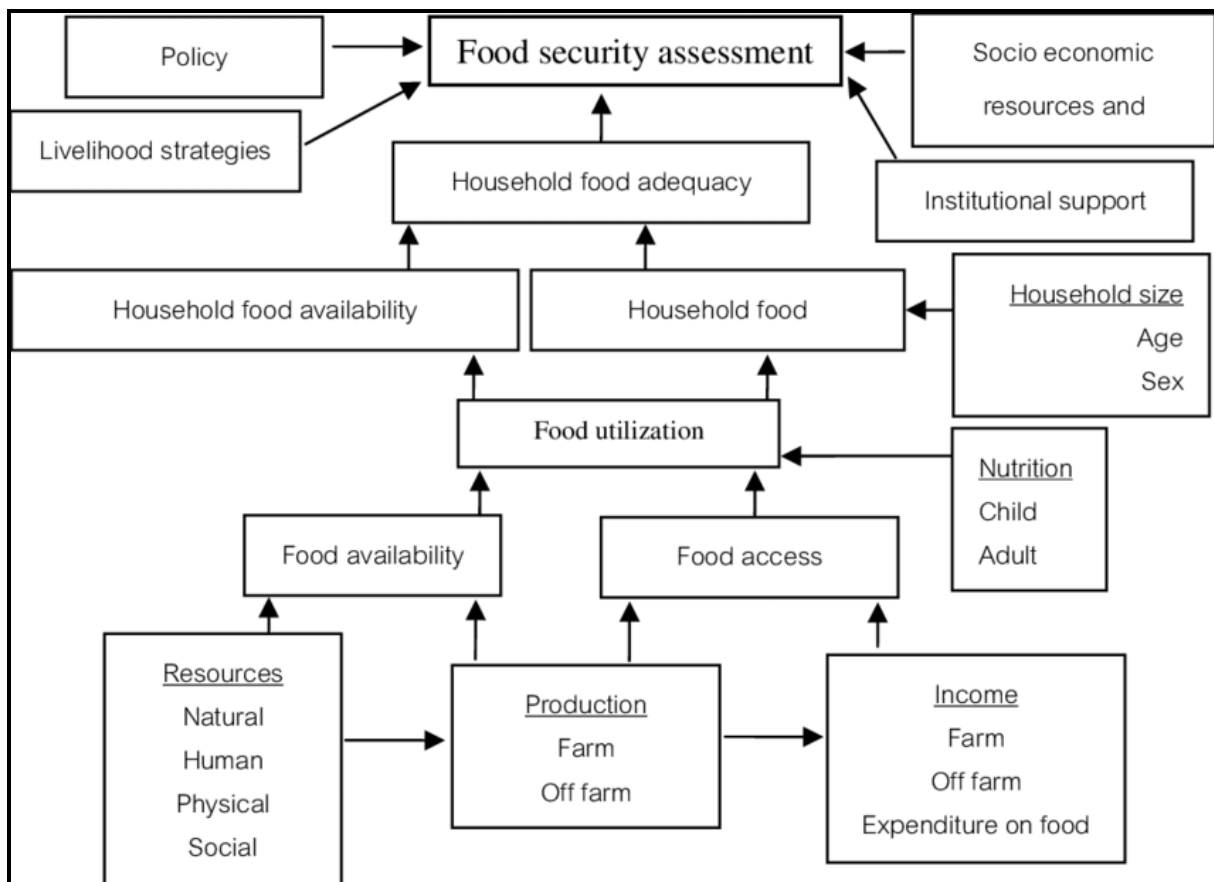 Policy
Food security assessment
Socio economic
resources and
Livelihood strategies
Household food adequacy
Institutional support
Household food availability
Household food
Household size
Age
Sex
Food utilization
Nutrition
Child
Adult
Food availability
Food access
Resources
Natural
Human
Physical
Social
Production
Farm
Off farm
Income
Farm
Off farm
Expenditure on food